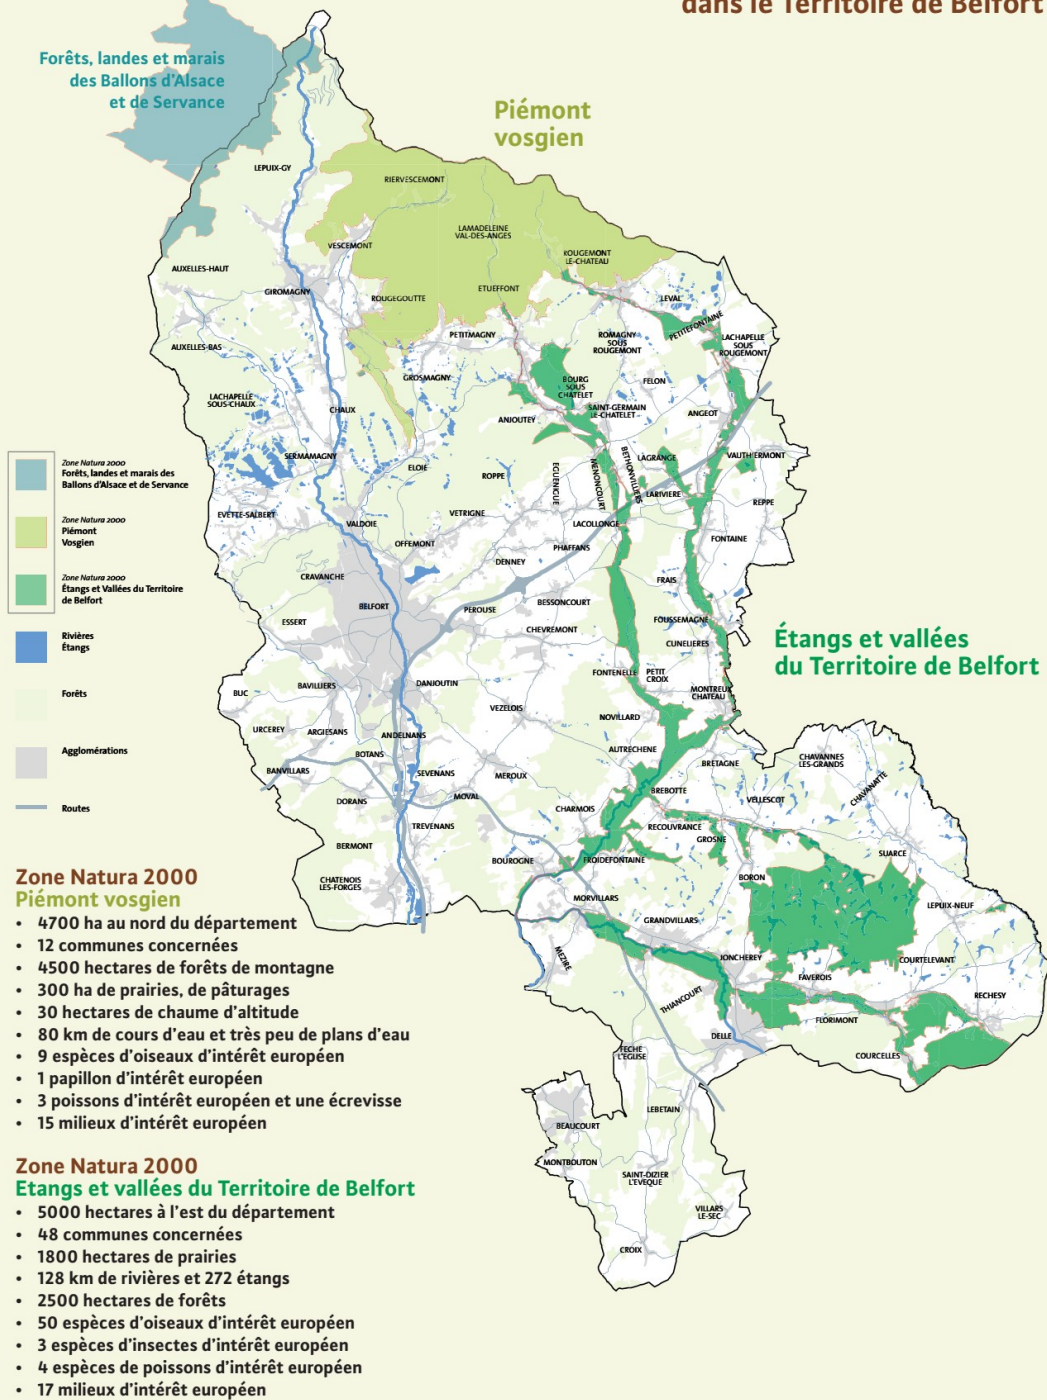 dans le Territoire de Belfort
Forêts, landes et marais
des Ballons d'Alsace
et de Servance
Piémont
vosgien
LEPUIX-GY
RIERVESCEMONT
LAMADELEINE
VAL-DES-ANGES
VESCEMONT
ROUGEMONT
LE-CHATEAU
AUXELLES-HAUT
GIROMAGNY
ROUGEGOUTTE
ETUEFFONT
LEVAL
PETITEFONTAINE
AUXELLES-BAS
PETITMAGNY
ROMAGNY
SOUS
ROUGEMONT
LACHAPELLE
SOUS
ROUGEMONT
GROSMAGNY
BOURG
SOUS
CHATELET
FELON
LACHAPELLE
SOUS-CHAUX
CHAUX
ANJOUTEY
SAINT-GERMAIN
LE-CHATELET
ANGEOT
SERMAMAGNY
ELOIE
ROPPE
EGUENIGUE
MENONCOURT
BETHONVILLIERS
LAGRANGE
VAUTHIERMONT
LARIVIERE
REPPE
EVETTE-SALBERT
VALDOIE
VETRIGNE
LACOLLONGE
OFFEMONT
PHAFFANS
FONTAINE
DENNEY
CRAVANCHE
FRAIS
BELFORT
PEROUSE
BESSONCOURT
ESSERT
CHEVREMONT
FOUSSEMAGNE
CUNELIERES
BUC
BAVILLIERS
DANJOUTIN
FONTENELLE
PETIT
CROIX
MONTREUX
CHATEAU
VEZELOIS
NOVILLARD
URCEREY
ARGIESANS
ANDELNANS
AUTRECHENE
BOTANS
BRETAGNE
CHAVANNES
LES-GRANDS
BANVILLARS
SEVENANS
MEROUX
CHAVANATTE
DORANS
MOVAL
BREBOTTE
VELLESCOT
CHARMOIS
TREVENANS
RECOUVRANCE
GROSNE
BERMONT
SUARCE
BOUROGNE
FROIDEFONTAINE
CHATENOIS
LES-FORGES
BORON
MORVILLARS
LEPUIX-NEUF
GRANDVILLARS
MEZIRE
JONCHEREY
COURTELEVANT
FAVEROIS
RECHESY
THIANCOURT
FLORIMONT
DELLE
FECHE
L'EGLISE
COURCELLES
LEBETAIN
BEAUCOURT
MONTBOUTON
SAINT-DIZIER
L'EVEQUE
VILLARS
LE-SEC
CROIX
Étangs et vallées
du Territoire de Belfort
Zone Natura 2000
Forêts, landes et marais des
Ballons d'Alsace et de Servance
Zone Natura 2000
Piémont
Vosgien
Zone Natura 2000
Étangs et Vallées du Territoire
de Belfort
Rivières
Étangs
Forêts
Agglomérations
Routes
Zone Natura 2000
Piémont vosgien
• 4700 ha au nord du département
• 12 communes concernées
• 4500 hectares de forêts de montagne
• 300 ha de prairies, de pâturages
• 30 hectares de chaume d'altitude
• 80 km de cours d'eau et très peu de plans d'eau
• 9 espèces d'oiseaux d'intérêt européen
• 1 papillon d'intérêt européen
• 3 poissons d'intérêt européen et une écrevisse
• 15 milieux d'intérêt européen
Zone Natura 2000
Etangs et vallées du Territoire de Belfort
• 5000 hectares à l'est du département
• 48 communes concernées
• 1800 hectares de prairies
• 128 km de rivières et 272 étangs
• 2500 hectares de forêts
• 50 espèces d'oiseaux d'intérêt européen
• 3 espèces d'insectes d'intérêt européen
• 4 espèces de poissons d'intérêt européen
• 17 milieux d'intérêt européen